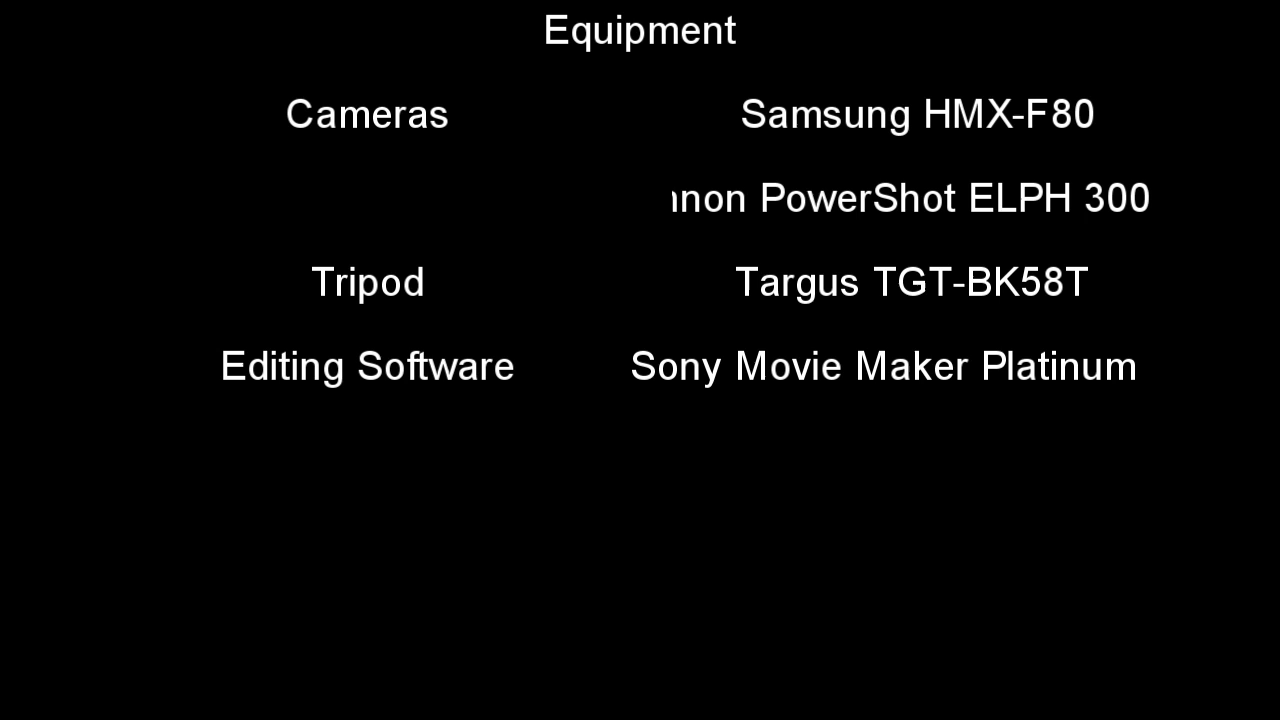 Equipment
Cameras Samsung HMX-F80
PowerShot ELPH 300
Tripod Targus TGT-BK58T
Editing Software Sony Movie Maker Platinum